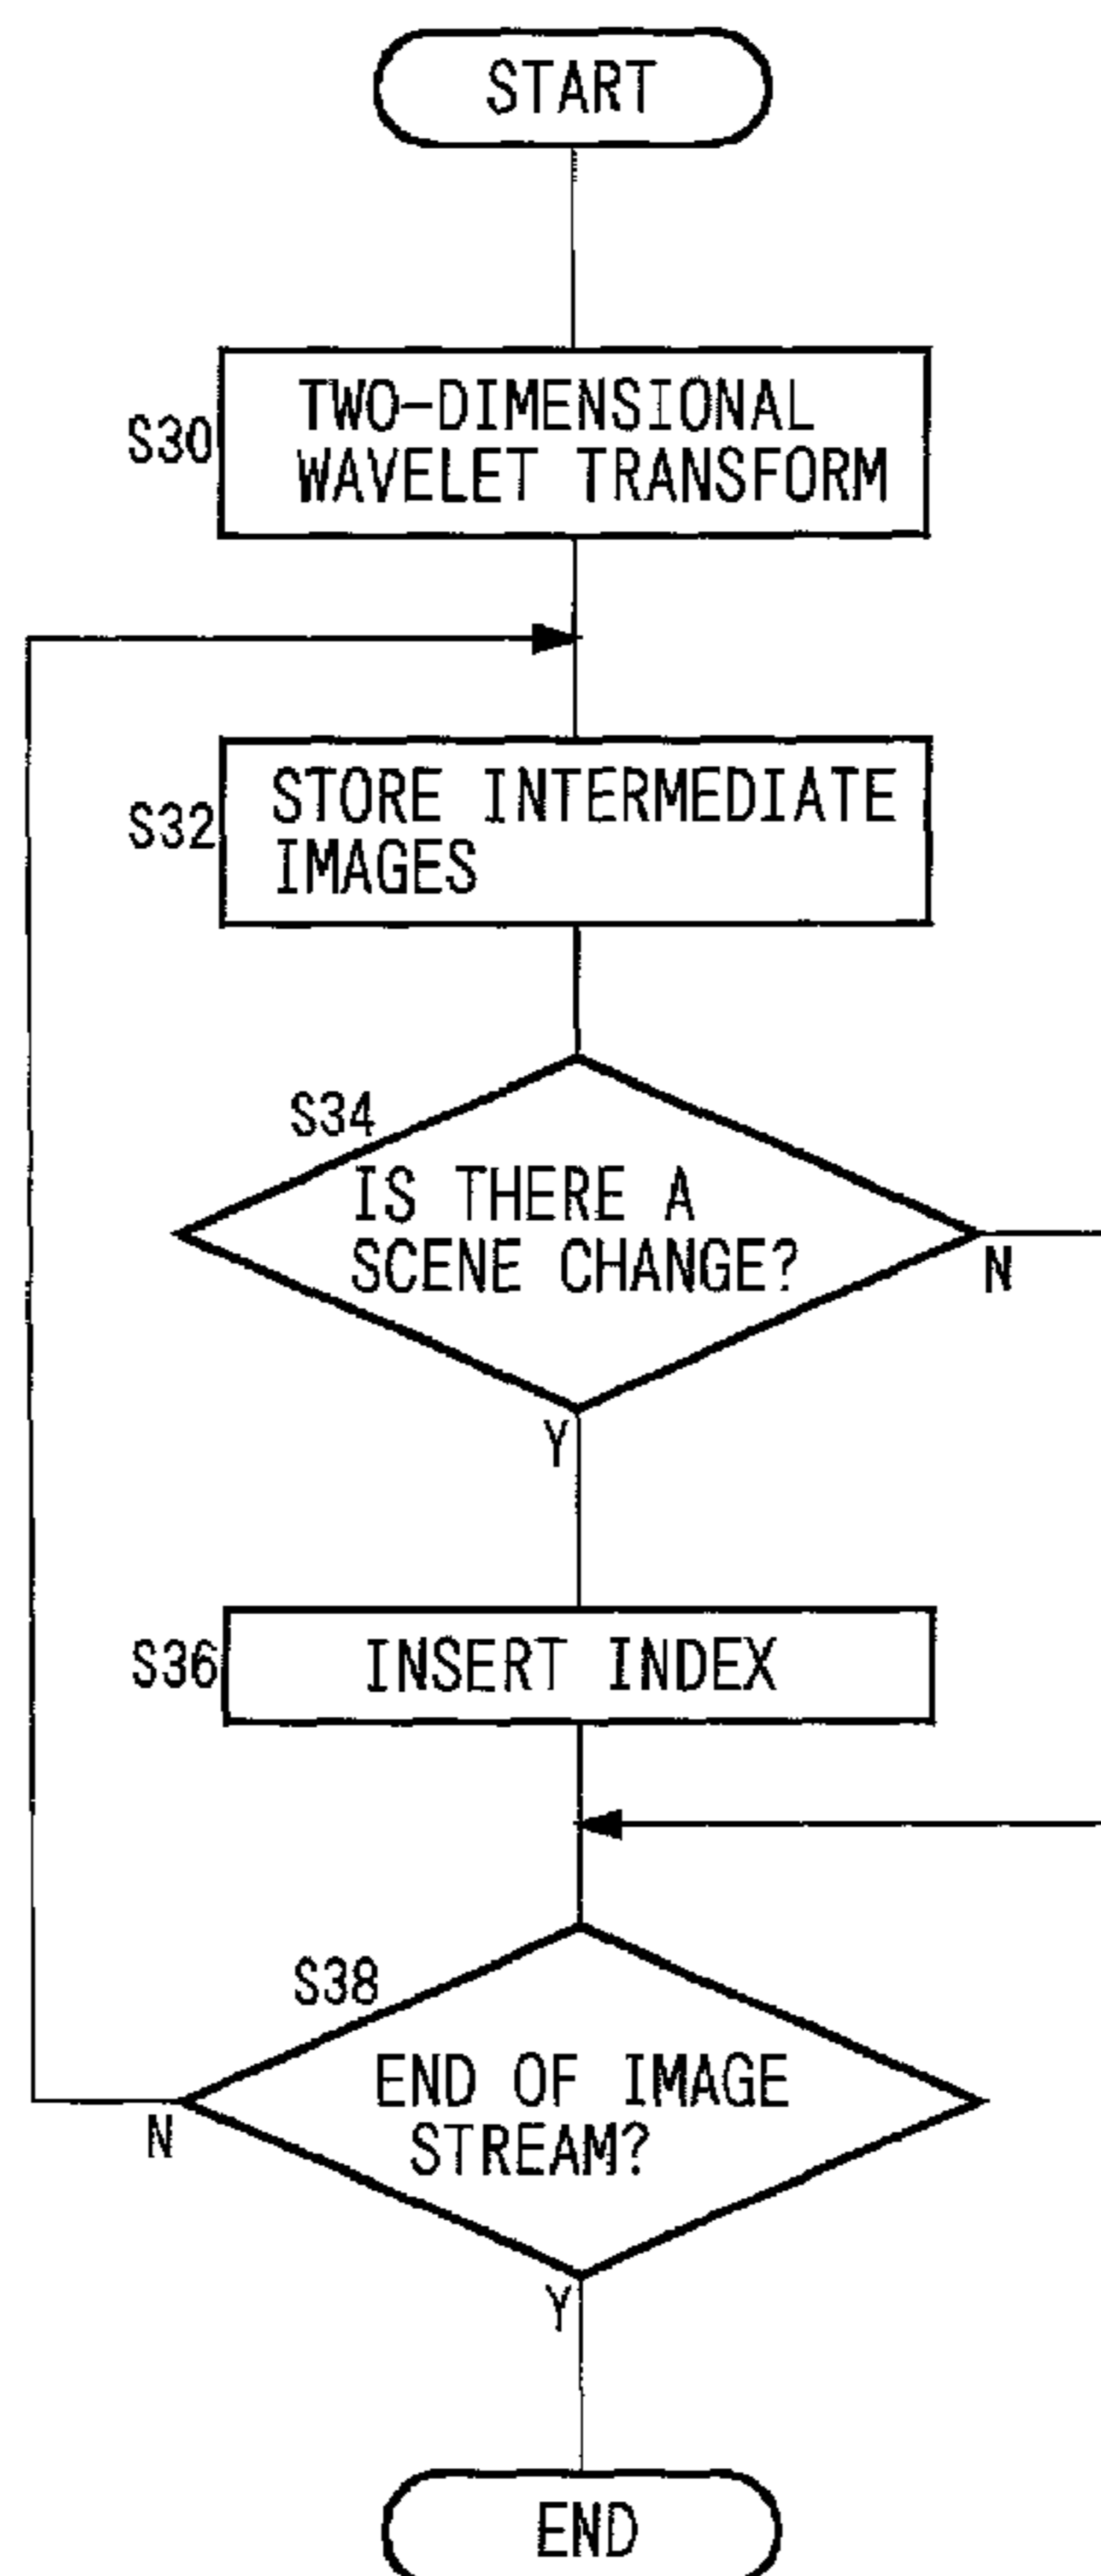 START
S30
TWO-DIMENSIONAL
WAVELET TRANSFORM
S32
STORE INTERMEDIATE
IMAGES
S34
IS THERE A
SCENE CHANGE?
N
Y
S36
INSERT INDEX
S38
END OF IMAGE
STREAM?
N
Y
END